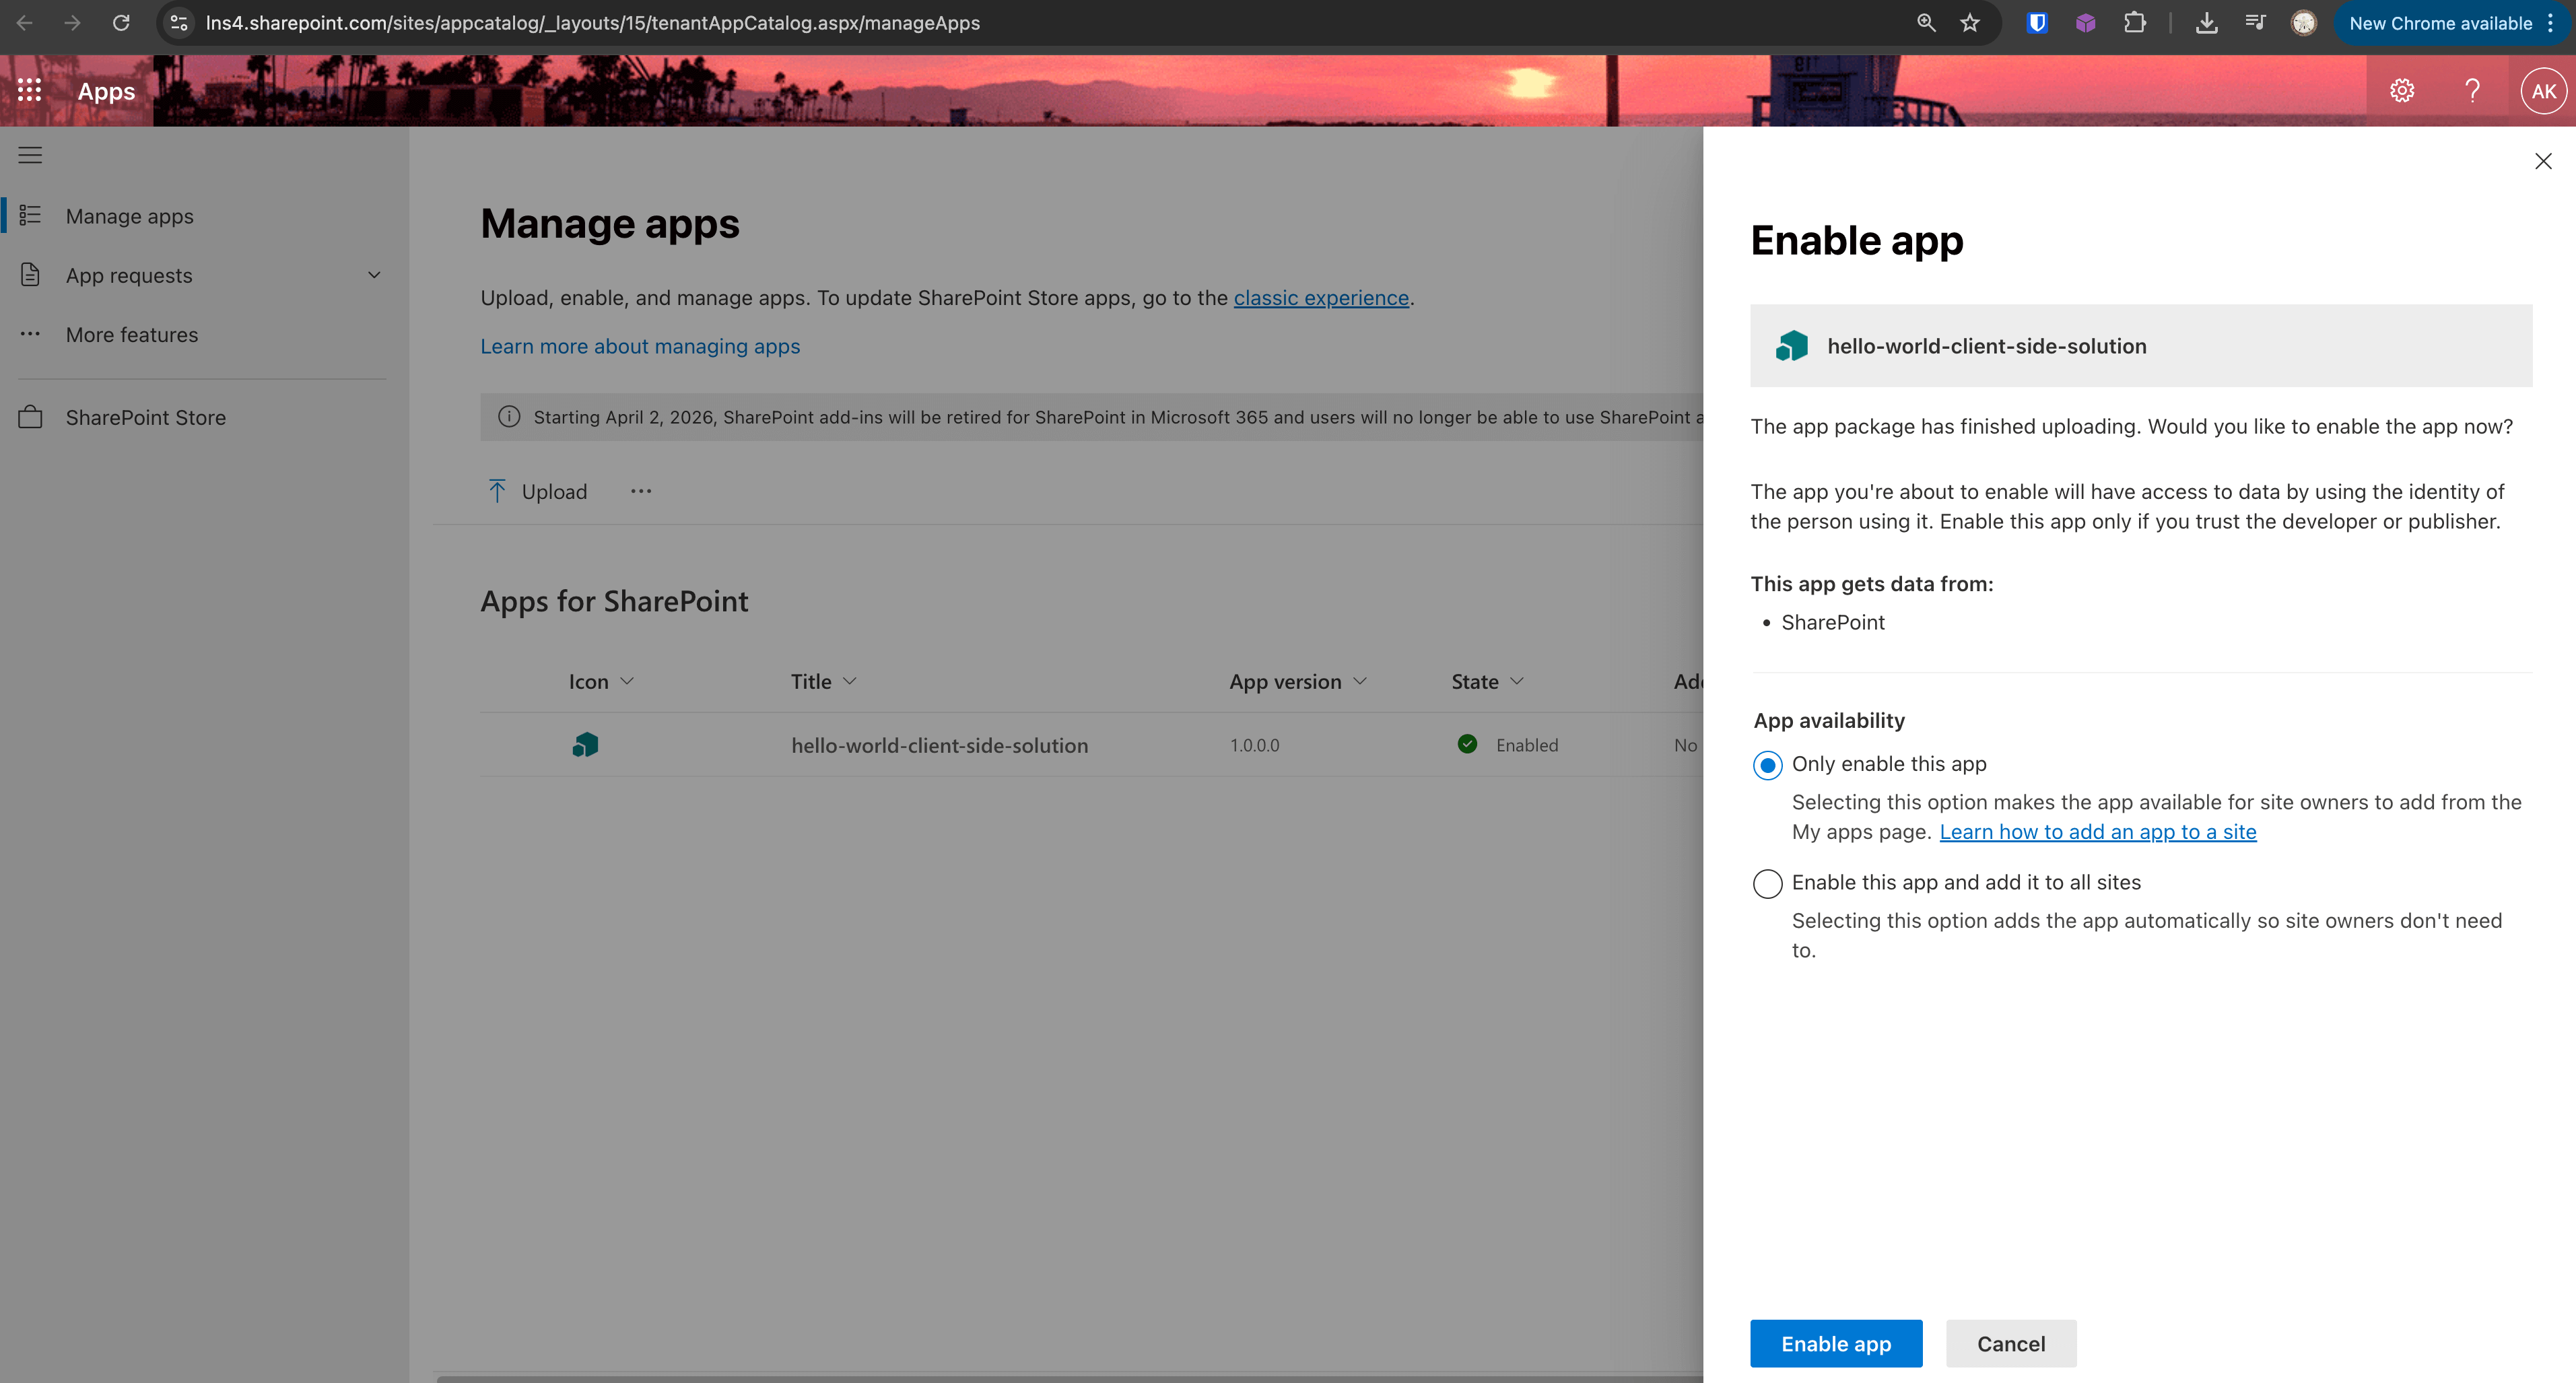 lns4.sharepoint.com/sites/appcatalog/_layouts/15/tenantAppCatalog.aspx/manageApps
New Chrome available
Apps
AK
Manage apps
App requests
More features
SharePoint Store
Manage apps
Upload, enable, and manage apps. To update SharePoint Store apps, go to the classic experience.
Learn more about managing apps
Starting April 2, 2026, SharePoint add-ins will be retired for SharePoint in Microsoft 365 and users will no longer be able to use SharePoint a
Upload
Apps for SharePoint
Icon Title App version State Add
hello-world-client-side-solution 1.0.0.0 Enabled No
Enable app
hello-world-client-side-solution
The app package has finished uploading. Would you like to enable the app now?
The app you're about to enable will have access to data by using the identity of
the person using it. Enable this app only if you trust the developer or publisher.
This app gets data from:
• SharePoint
App availability
Only enable this app
Selecting this option makes the app available for site owners to add from the
My apps page. Learn how to add an app to a site
Enable this app and add it to all sites
Selecting this option adds the app automatically so site owners don't need
to.
Enable app
Cancel